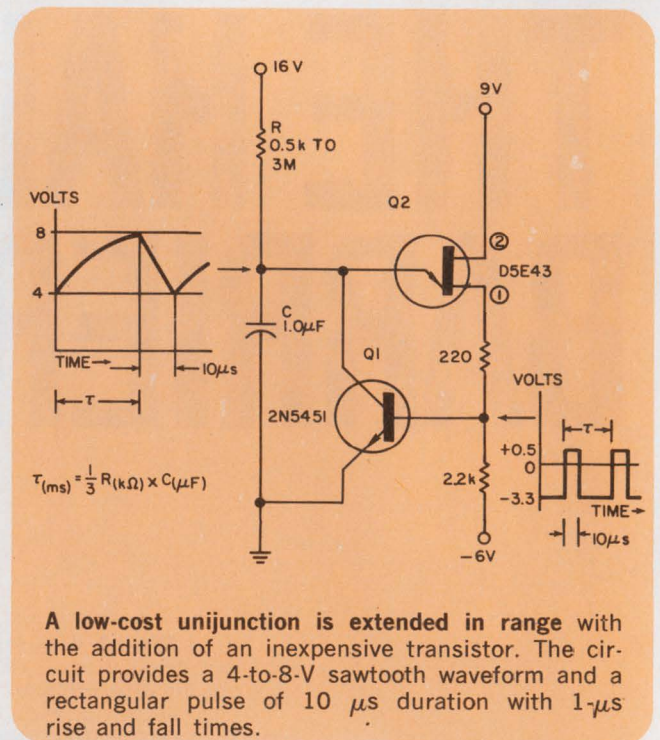 16 V
9V
R
0.5k TO
3M
Q2
VOLTS
8
4
②
D5E43
①
C
1.0μF
Q1
220
VOLTS
TIME→
10μs
τ
2N5451
τ
+0.5
0
-3.3
2.2k
TIME→
10μs
τ(ms) = 1/3 R(kΩ) x C(μF)
-6V
A low-cost unijunction is extended in range with
the addition of an inexpensive transistor. The cir-
cuit provides a 4-to-8-V sawtooth waveform and a
rectangular pulse of 10 μs duration with 1-μs
rise and fall times.